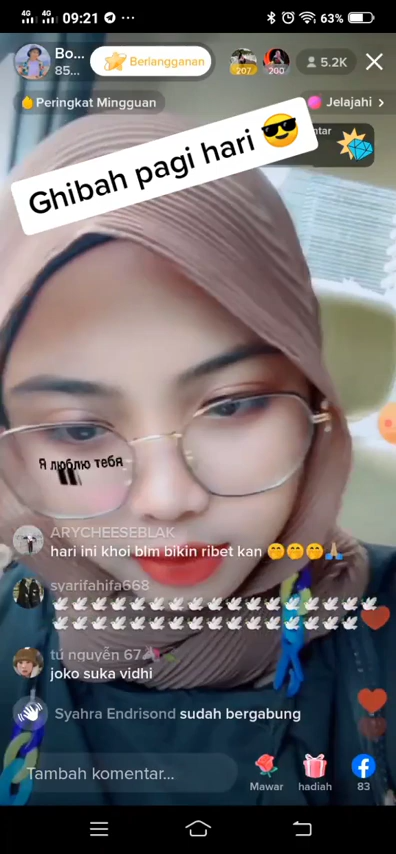 4G 4G 09:21 63%
Bo... Berlangganan 207 200 5.2K
85...
Peringkat Mingguan Jelajahi >
ntar
Ghibah pagi hari 😎
Я люблю тебя
ARYCHEESEBLAK
hari ini khoi blm bikin ribet kan 🤭🤭🤭🙏🏽
syarifahifa668
🕊🕊🕊🕊🕊🕊🕊🕊🕊🕊🕊🕊🕊🕊🕊🕊🕊
🕊🕊🕊🕊🕊🕊🕊🕊🕊🕊🕊🕊🕊🕊🕊🕊
tú nguyễn 67🦄
joko suka vidhi
Syahra Endrisond sudah bergabung
Tambah komentar... Mawar hadiah 83